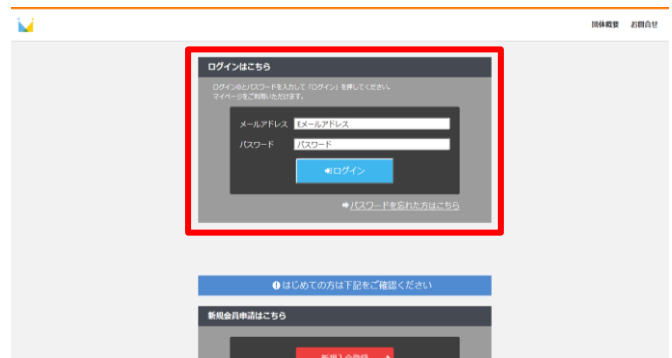 団体概要 お問合せ
ログインはこちら
ログインIDとパスワードを入力して「ログイン」を押してください。
マイページをご利用いただけます。
メールアドレス Eメールアドレス
パスワード パスワード
ログイン
パスワードを忘れた方はこちら
はじめての方は下記をご確認ください
新規会員申請はこちら
新規入会登録